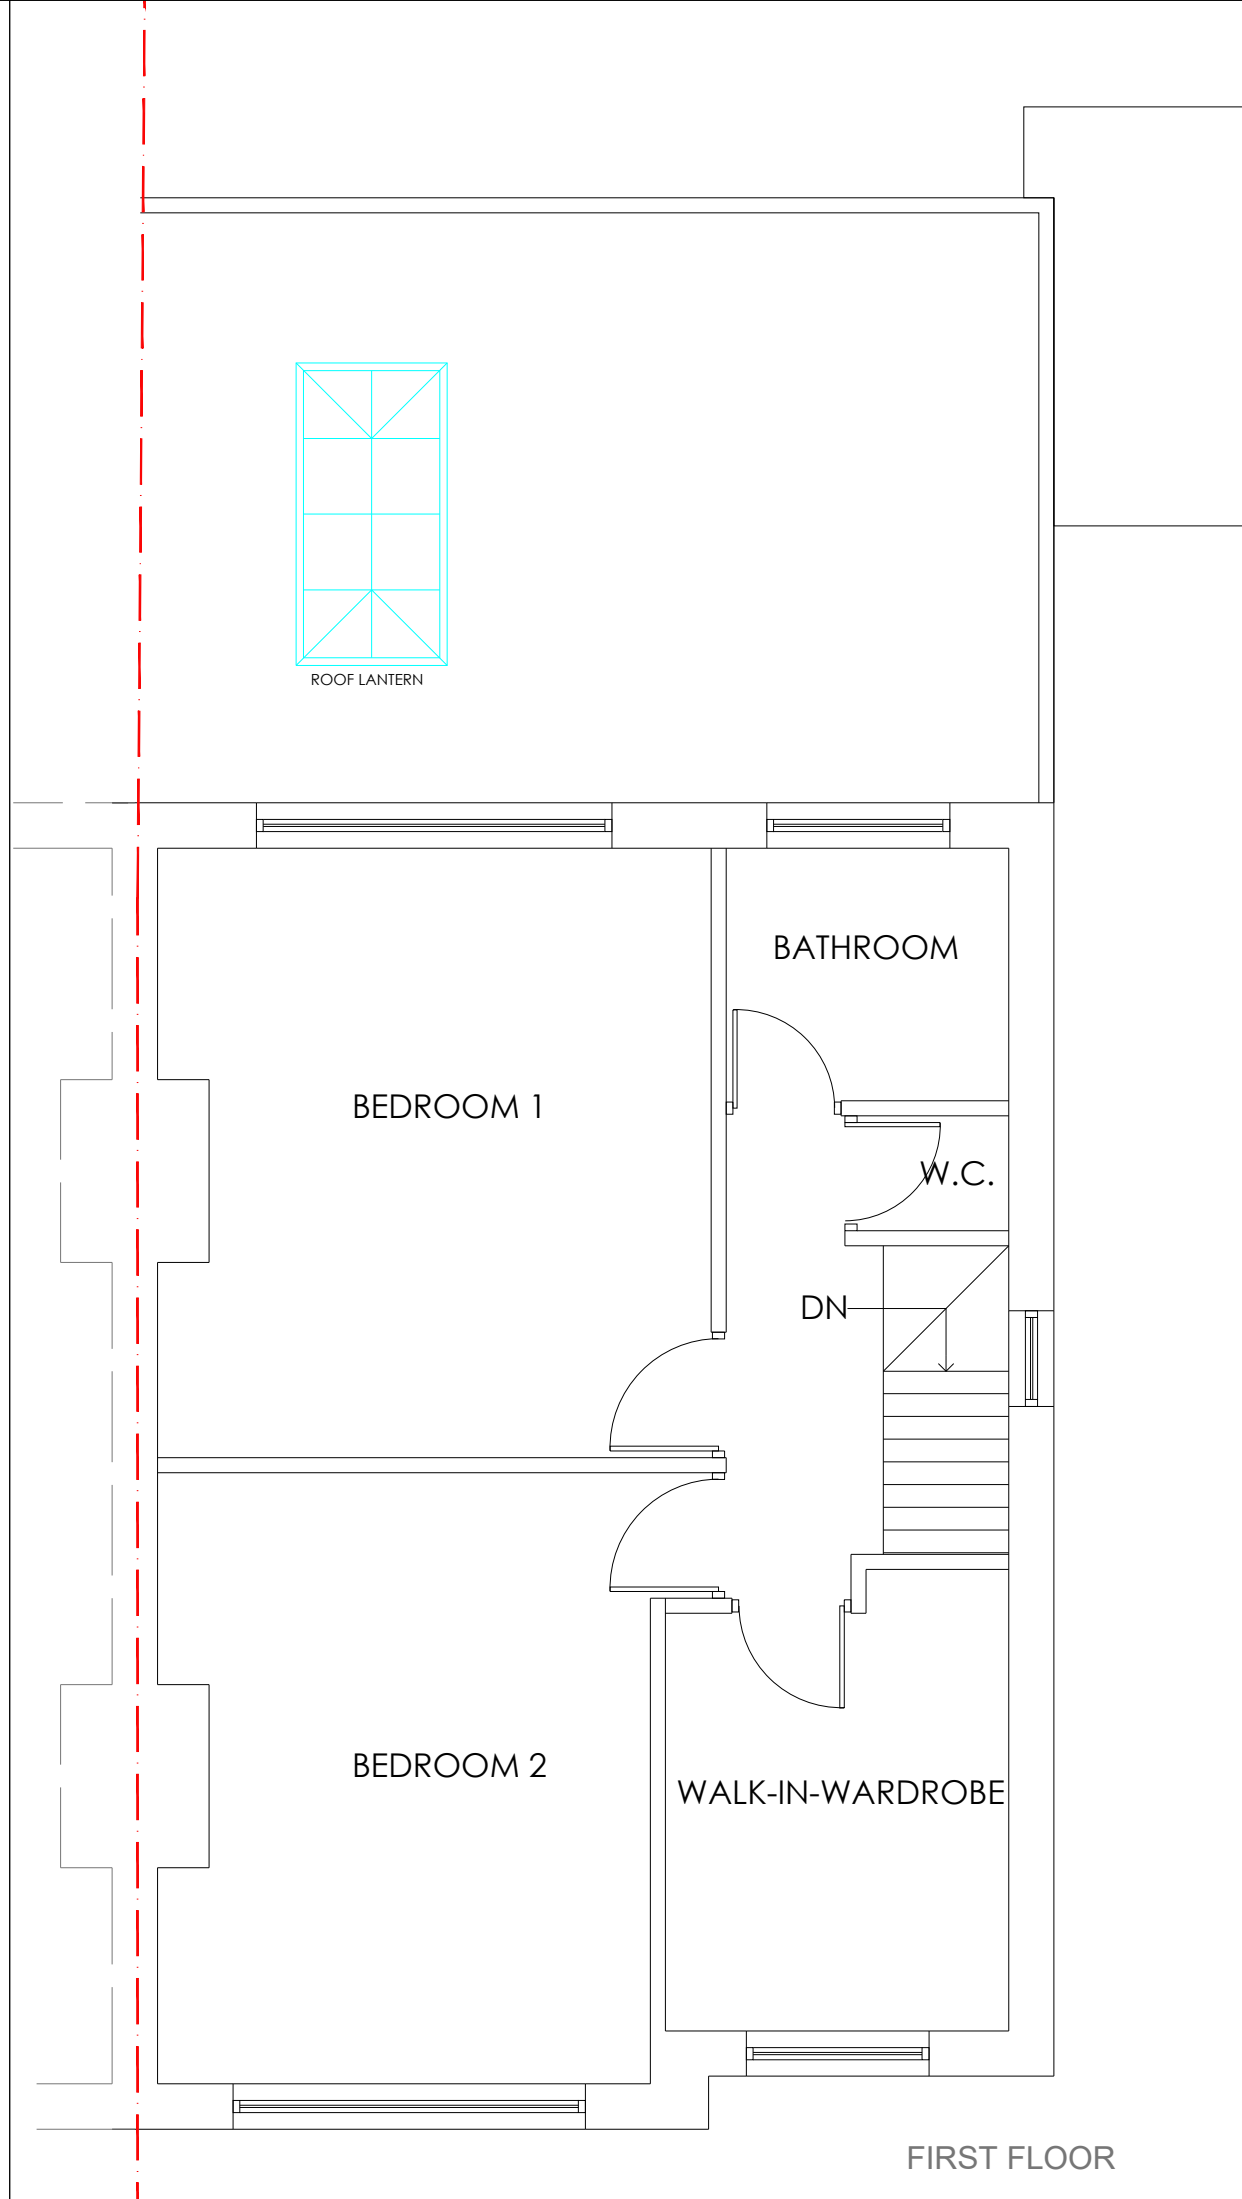 ROOF LANTERN
BATHROOM
BEDROOM 1
W.C.
DN
BEDROOM 2
WALK-IN-WARDROBE
FIRST FLOOR